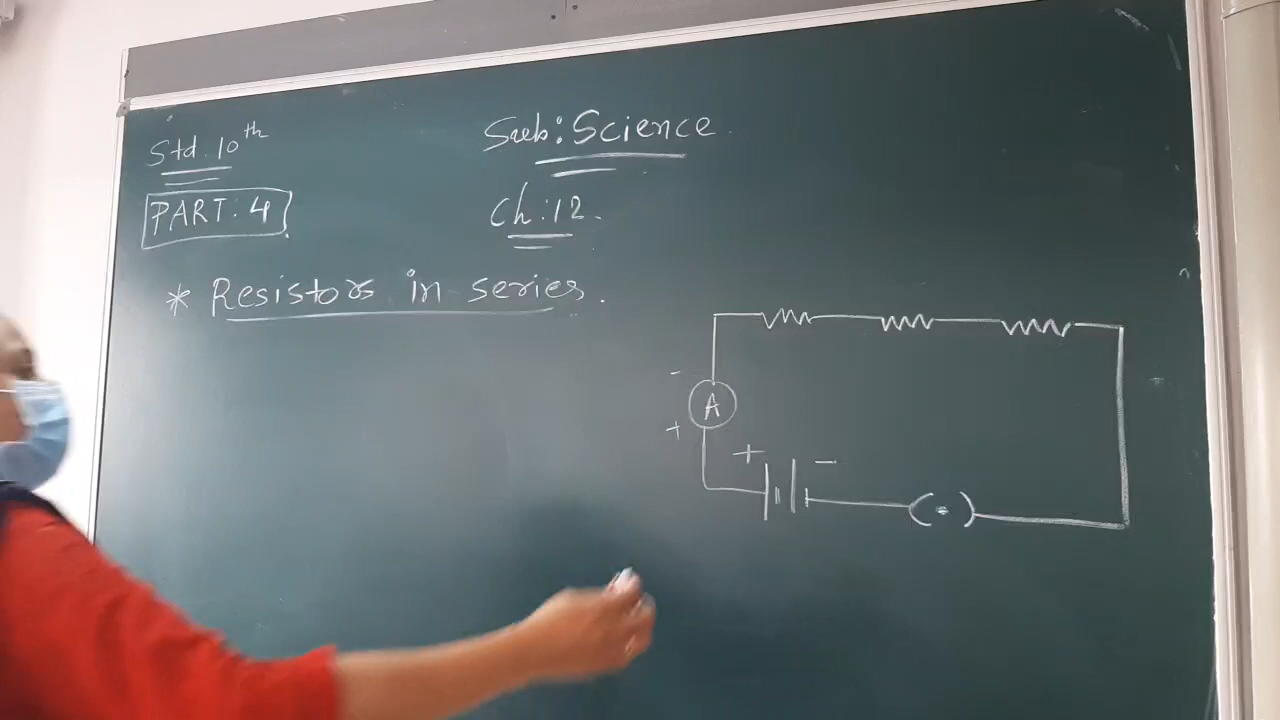 Std. 10th
Sub: Science.
PART: 4
Ch: 12.
* Resistors in series.
-
A
+
+ -